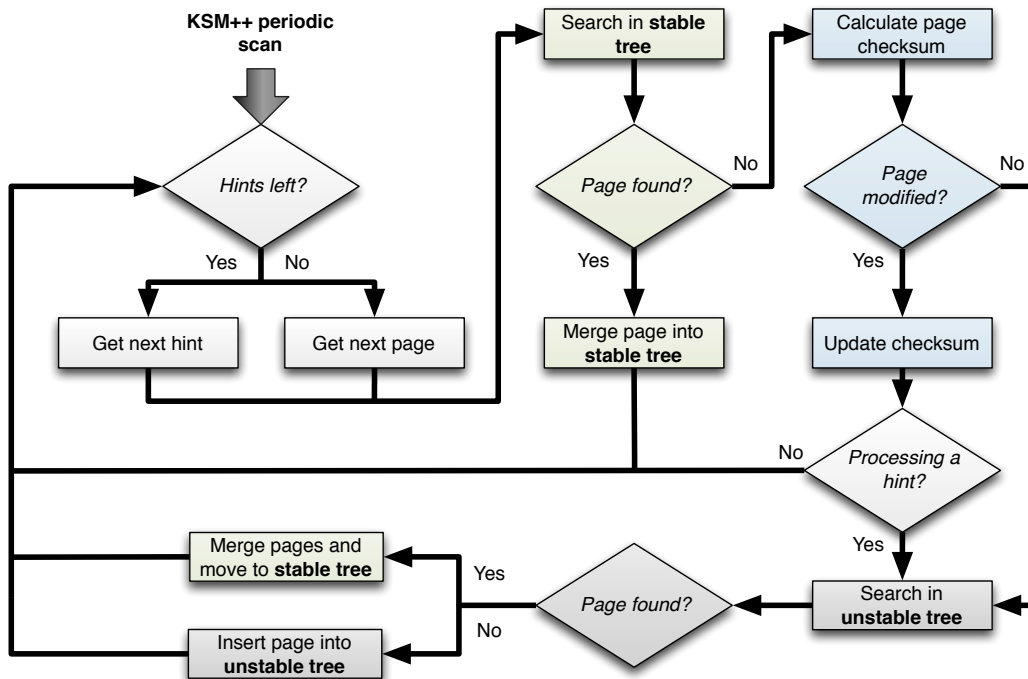 KSM++ periodic
scan
Hints left?
Yes
No
Get next hint
Get next page
Search in stable
tree
Page found?
No
Yes
Merge page into
stable tree
Calculate page
checksum
Page
modified?
No
Yes
Update checksum
Processing a
hint?
No
Yes
Search in
unstable tree
Page found?
Yes
No
Merge pages and
move to stable tree
Insert page into
unstable tree